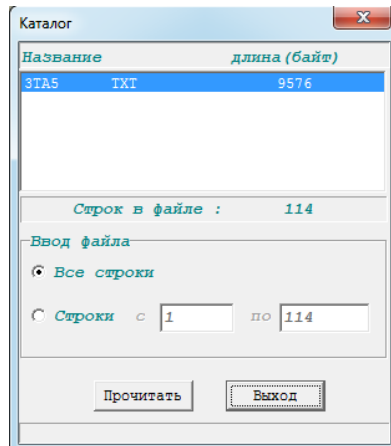 Каталог
x
Название длина(байт)
3TA5 TXT 9576
Строк в файле : 114
Ввод файла
Все строки
Строки с 1 по 114
Прочитать Выход